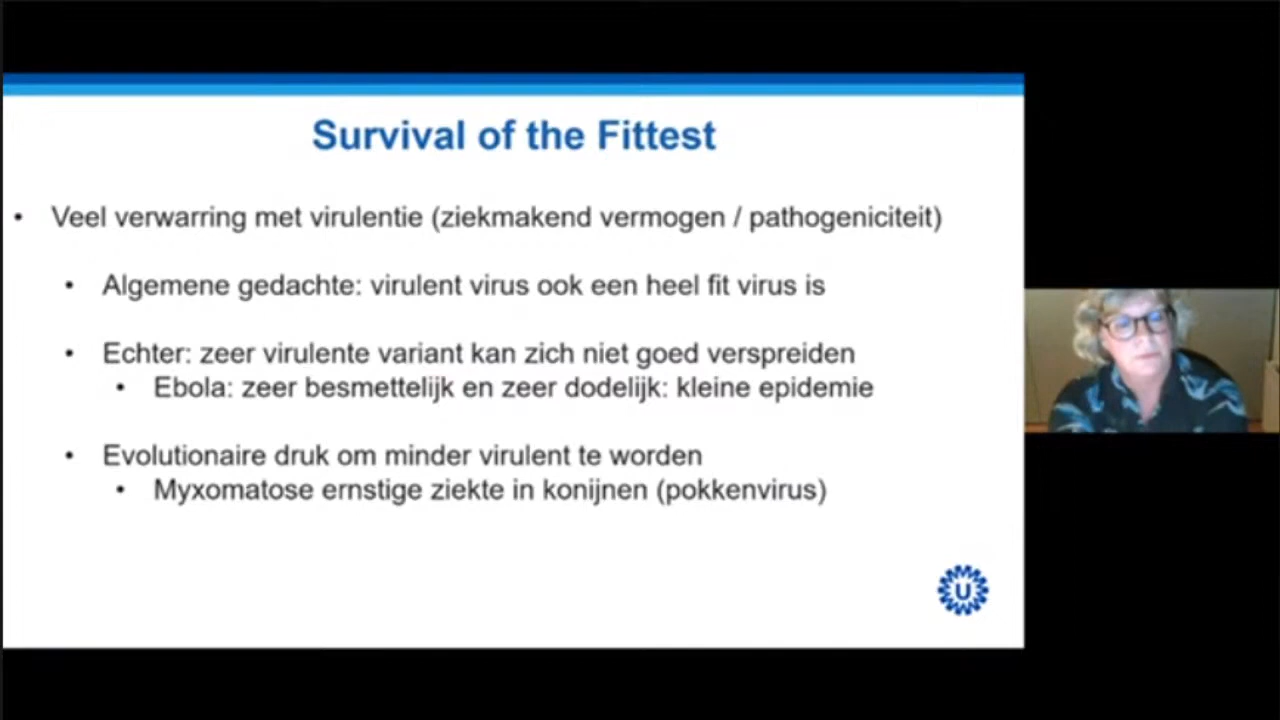 Survival of the Fittest
• Veel verwarring met virulentie (ziekmakend vermogen / pathogeniciteit)
• Algemene gedachte: virulent virus ook een heel fit virus is
• Echter: zeer virulente variant kan zich niet goed verspreiden
• Ebola: zeer besmettelijk en zeer dodelijk: kleine epidemie
• Evolutionaire druk om minder virulent te worden
• Myxomatose ernstige ziekte in konijnen (pokkenvirus)
U